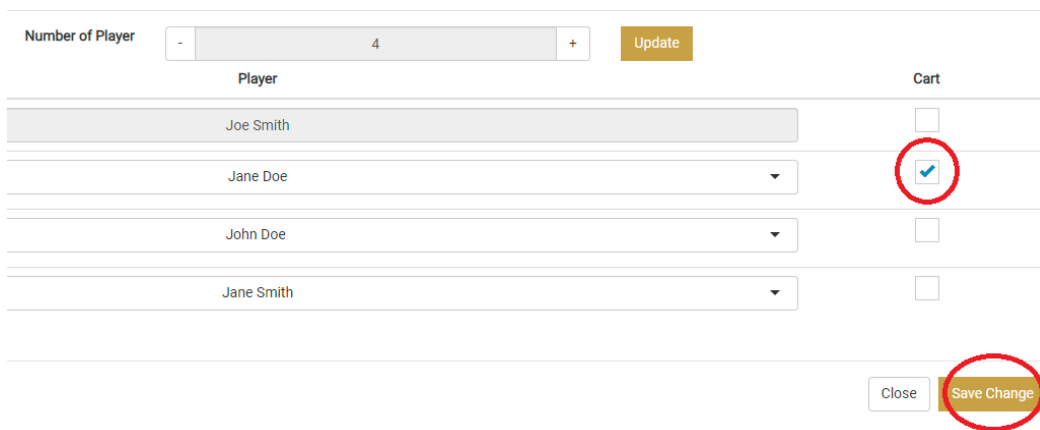 Number of Player - 4 + Update
Player Cart
Joe Smith
Jane Doe
John Doe
Jane Smith
Close Save Change